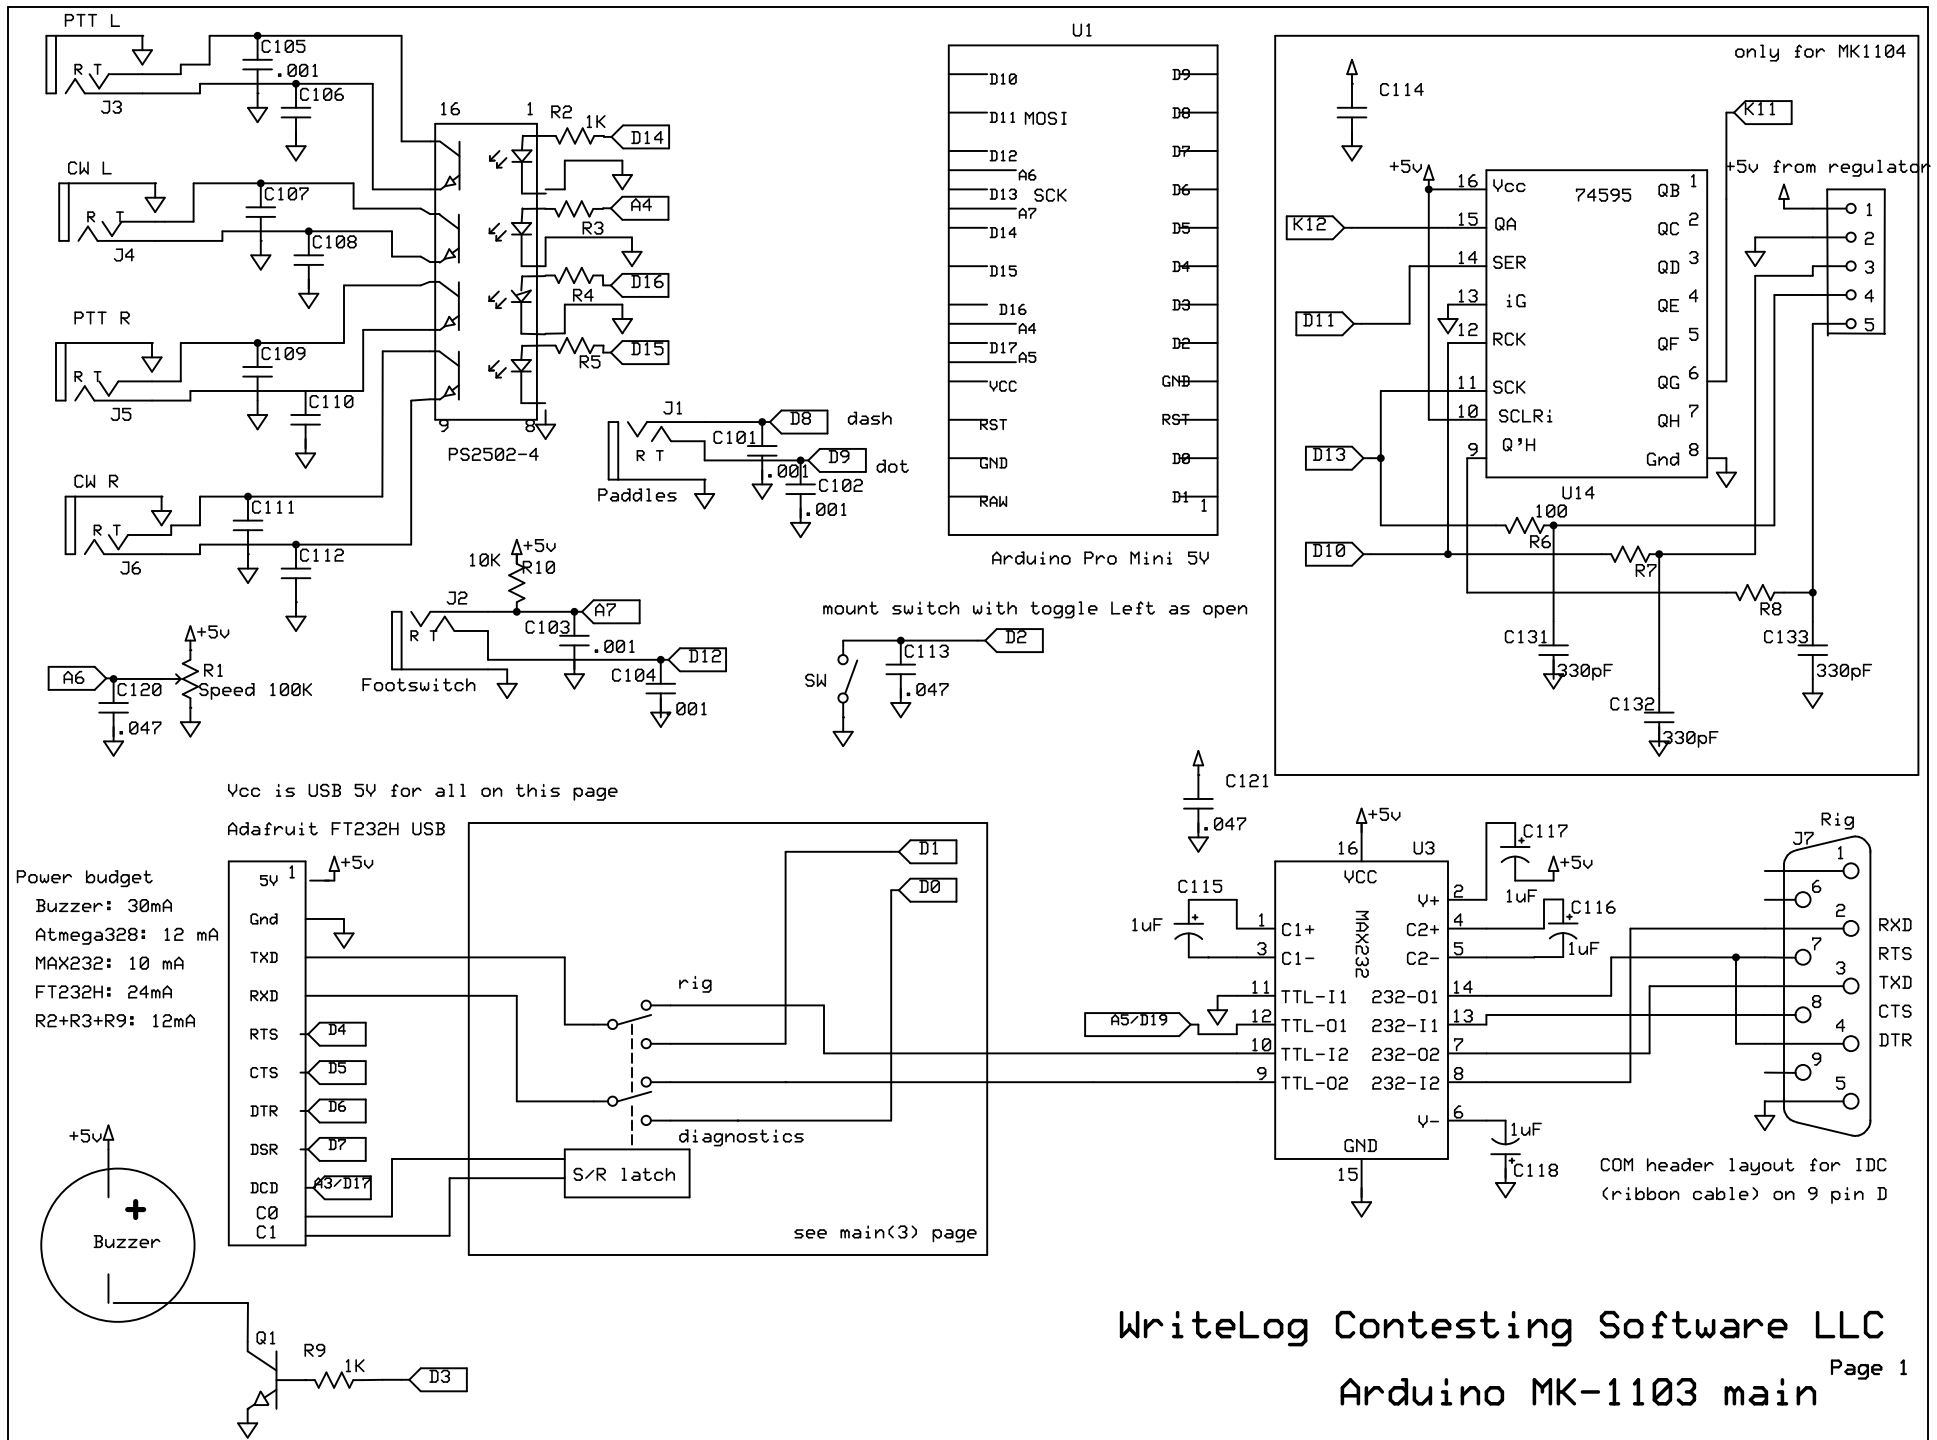 PTT L
R T
J3
C105
.001
C106
CW L
R T
J4
C107
C108
PTT R
R T
J5
C109
C110
CW R
R T
J6
C111
C112
16
1
9
8
PS2502-4
R2
1K
D14
A4
R3
D16
R4
D15
R5
J1
R T
Paddles
C101
.001
D8
dash
D9
dot
C102
.001
U1
D10
D11 MOSI
D12
A6
D13 SCK
A7
D14
D15
D16
A4
D17
A5
VCC
RST
GND
RAW
D9
D8
D7
D6
D5
D4
D3
D2
GND
RST
D0
D1
1
Arduino Pro Mini 5V
only for MK1104
C114
K11
+5v
+5v from regulator
16 Vcc
15 QA
14 SER
13 iG
12 RCK
11 SCK
10 SCLRi
9 Q'H
74595
QB 1
QC 2
QD 3
QE 4
QF 5
QG 6
QH 7
Gnd 8
U14
K12
D11
D13
D10
1
2
3
4
5
100
R6
R7
R8
C131
330pF
C132
330pF
C133
330pF
10K
+5v
R10
J2
R T
Footswitch
A7
C103
.001
D12
C104
.001
+5v
A6
R1
Speed 100K
C120
.047
mount switch with toggle Left as open
SW
D2
C113
.047
Vcc is USB 5V for all on this page
Adafruit FT232H USB
5V 1
+5v
Gnd
TXD
RXD
RTS
D4
CTS
D5
DTR
D6
DSR
D7
DCD
A3/D17
C0
C1
Power budget
Buzzer: 30mA
Atmega328: 12 mA
MAX232: 10 mA
FT232H: 24mA
R2+R3+R9: 12mA
D1
D0
rig
diagnostics
S/R latch
see main(3) page
C121
.047
+5v
16
U3
VCC
MAX232
C115
1uF
1 C1+
3 C1-
11 TTL-I1
12 TTL-O1
10 TTL-I2
9 TTL-O2
A5/D19
V+ 2
C2+ 4
C2- 5
232-O1 14
232-I1 13
232-O2 7
232-I2 8
V- 6
GND
15
C117
+5v
1uF
C116
1uF
1uF
C118
Rig
J7
1
6
2
7
3
8
4
9
5
RXD
RTS
TXD
CTS
DTR
COM header layout for IDC
(ribbon cable) on 9 pin D
+5v
+
Buzzer
Q1
R9
1K
D3
WriteLog Contesting Software LLC
Page 1
Arduino MK-1103 main